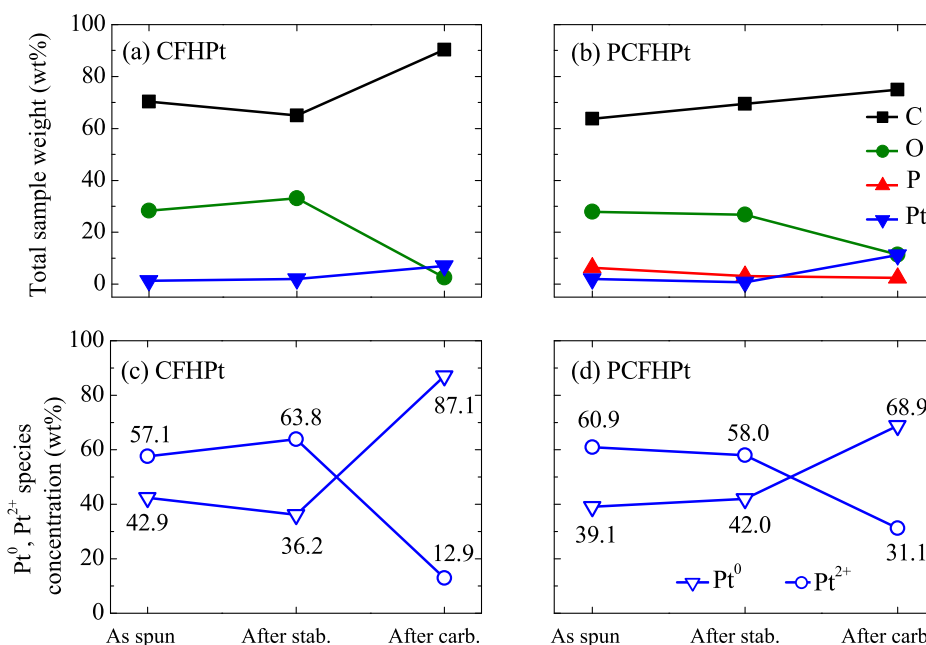 100
80
60
40
20
0
Total sample weight (wt%)
(a) CFHPt
(b) PCFHPt
C
O
P
Pt
100
80
60
40
20
0
Pt⁰, Pt²⁺ species
concentration (wt%)
(c) CFHPt
57.1
63.8
87.1
42.9
36.2
12.9
(d) PCFHPt
60.9
58.0
68.9
39.1
42.0
31.1
Pt⁰
Pt²⁺
As spun After stab. After carb.
As spun After stab. After carb.